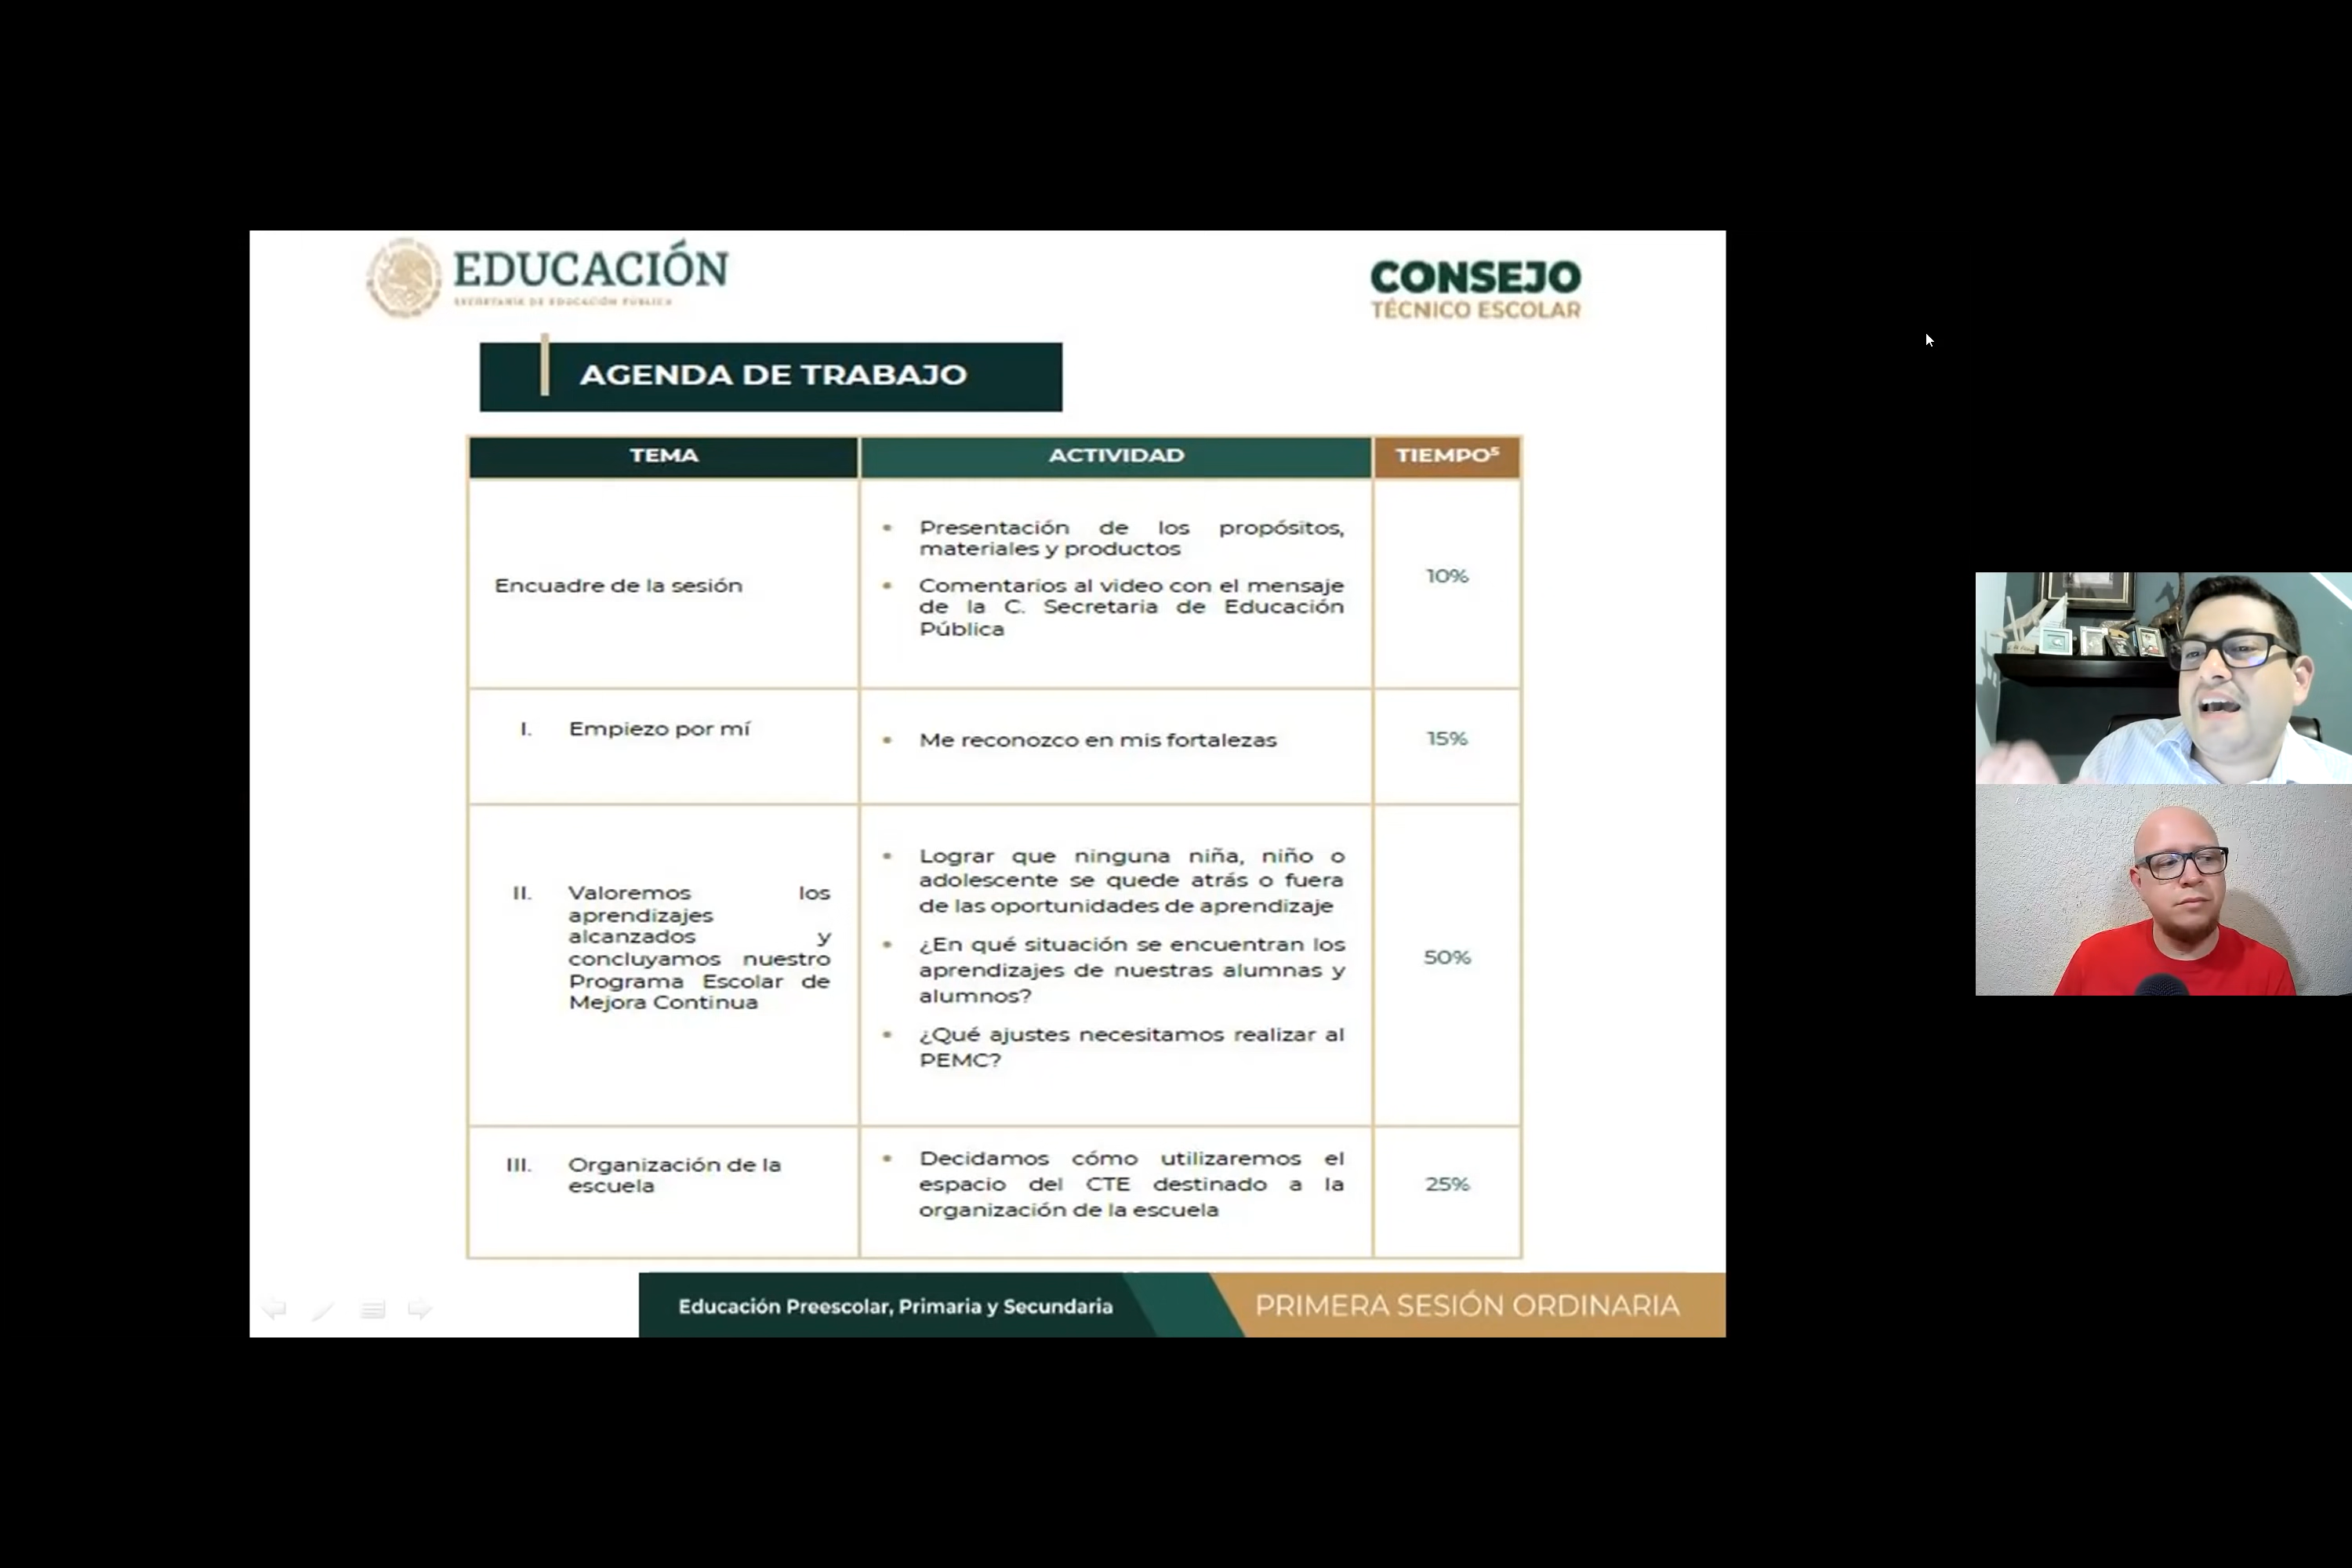 EDUCACIÓN
SECRETARÍA DE EDUCACIÓN PÚBLICA
CONSEJO
TÉCNICO ESCOLAR
AGENDA DE TRABAJO
TEMA
ACTIVIDAD
TIEMPO⁵
Encuadre de la sesión
• Presentación de los propósitos,
materiales y productos
• Comentarios al video con el mensaje
de la C. Secretaria de Educación
Pública
10%
I. Empiezo por mí
• Me reconozco en mis fortalezas
15%
II. Valoremos los
aprendizajes
alcanzados y
concluyamos nuestro
Programa Escolar de
Mejora Continua
• Lograr que ninguna niña, niño o
adolescente se quede atrás o fuera
de las oportunidades de aprendizaje
• ¿En qué situación se encuentran los
aprendizajes de nuestras alumnas y
alumnos?
• ¿Qué ajustes necesitamos realizar al
PEMC?
50%
III. Organización de la
escuela
• Decidamos cómo utilizaremos el
espacio del CTE destinado a la
organización de la escuela
25%
Educación Preescolar, Primaria y Secundaria
PRIMERA SESIÓN ORDINARIA